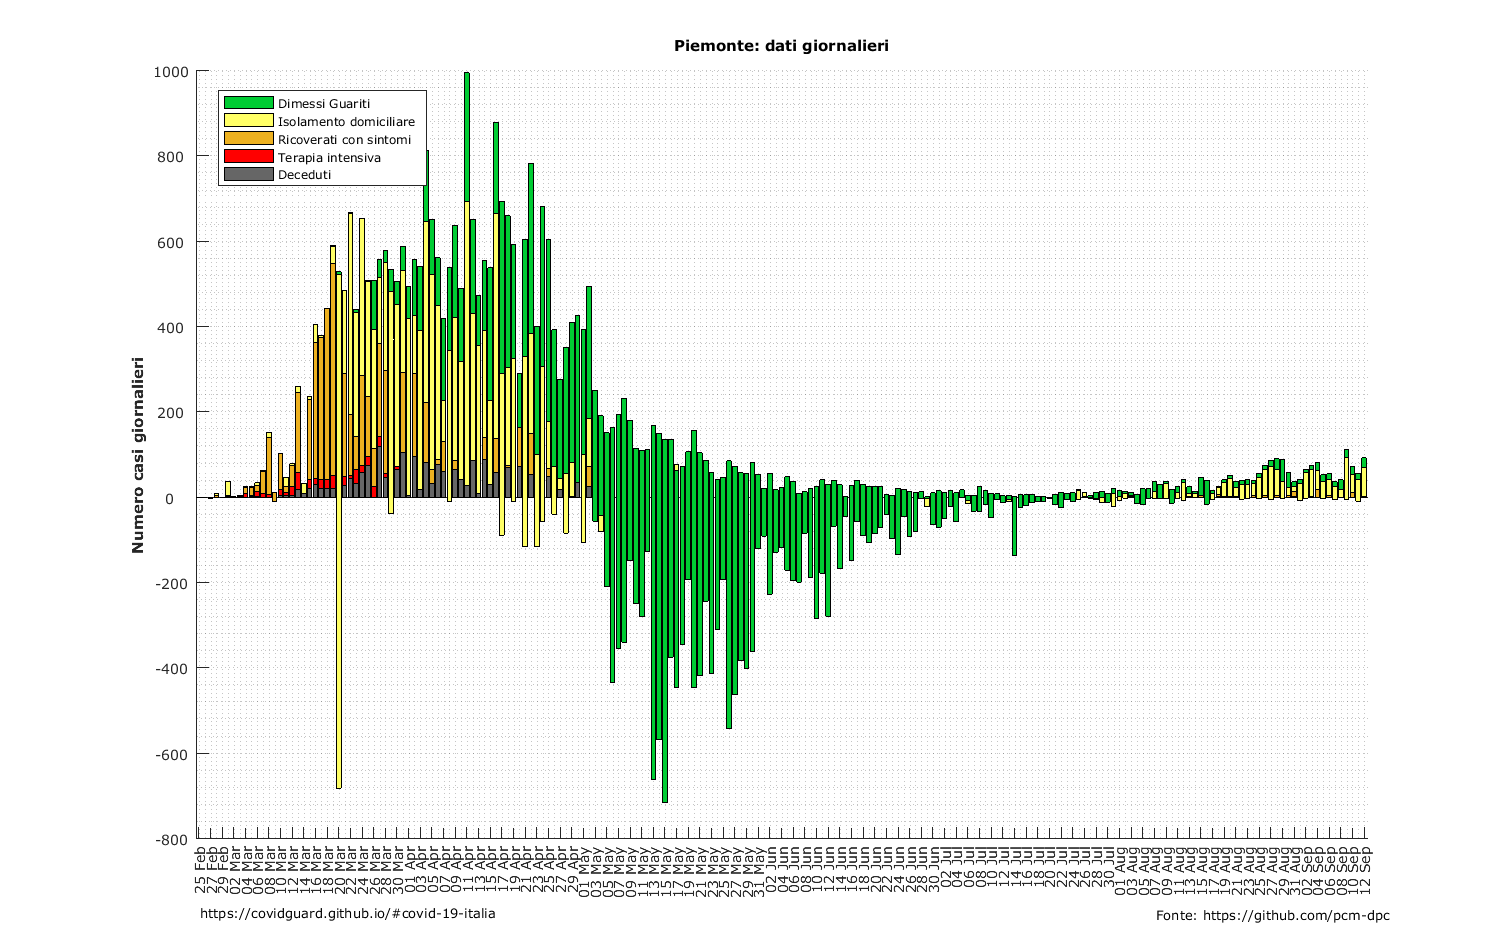 Piemonte: dati giornalieri
1000
800
600
400
200
0
-200
-400
-600
-800
Numero casi giornalieri
Dimessi Guariti
Isolamento domiciliare
Ricoverati con sintomi
Terapia intensiva
Deceduti
25 Feb
27 Feb
29 Feb
02 Mar
04 Mar
06 Mar
08 Mar
10 Mar
12 Mar
14 Mar
16 Mar
18 Mar
20 Mar
22 Mar
24 Mar
26 Mar
28 Mar
30 Mar
01 Apr
03 Apr
05 Apr
07 Apr
09 Apr
11 Apr
13 Apr
15 Apr
17 Apr
19 Apr
21 Apr
23 Apr
25 Apr
27 Apr
29 Apr
01 May
03 May
05 May
07 May
09 May
11 May
13 May
15 May
17 May
19 May
21 May
23 May
25 May
27 May
29 May
31 May
02 Jun
04 Jun
06 Jun
08 Jun
10 Jun
12 Jun
14 Jun
16 Jun
18 Jun
20 Jun
22 Jun
24 Jun
26 Jun
28 Jun
30 Jun
02 Jul
04 Jul
06 Jul
08 Jul
10 Jul
12 Jul
14 Jul
16 Jul
18 Jul
20 Jul
22 Jul
24 Jul
26 Jul
28 Jul
30 Jul
01 Aug
03 Aug
05 Aug
07 Aug
09 Aug
11 Aug
13 Aug
15 Aug
17 Aug
19 Aug
21 Aug
23 Aug
25 Aug
27 Aug
29 Aug
31 Aug
02 Sep
04 Sep
06 Sep
08 Sep
10 Sep
12 Sep
https://covidguard.github.io/#covid-19-italia
Fonte: https://github.com/pcm-dpc